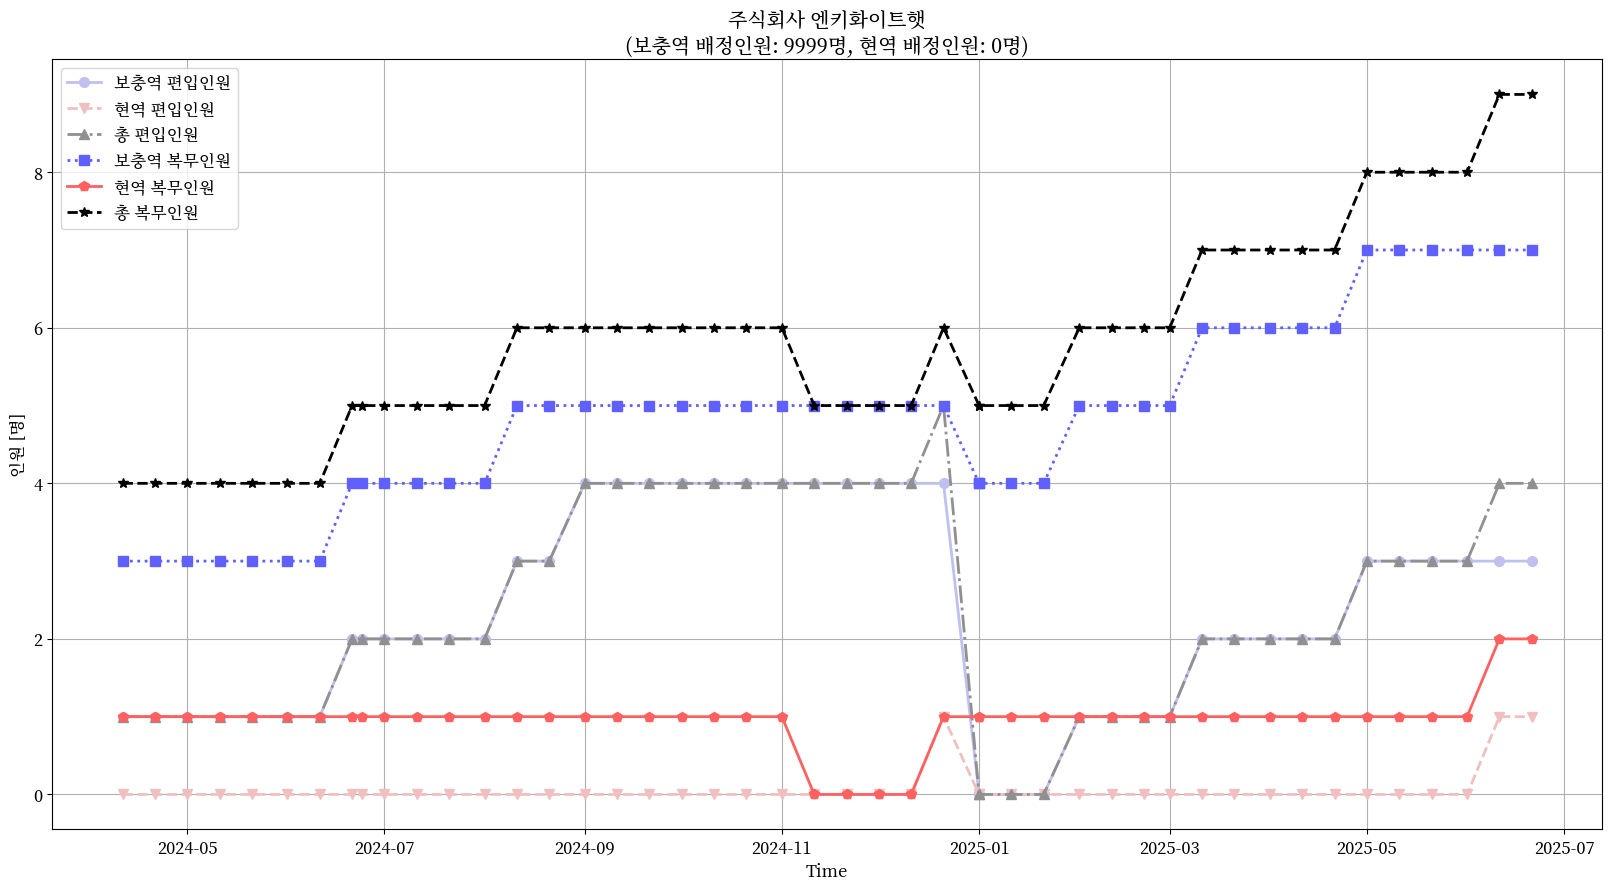 주식회사 엔키화이트햇
(보충역 배정인원: 9999명, 현역 배정인원: 0명)
보충역 편입인원
현역 편입인원
총 편입인원
보충역 복무인원
현역 복무인원
총 복무인원
인원 [명]
8
6
4
2
0
2024-05
2024-07
2024-09
2024-11
2025-01
2025-03
2025-05
2025-07
Time